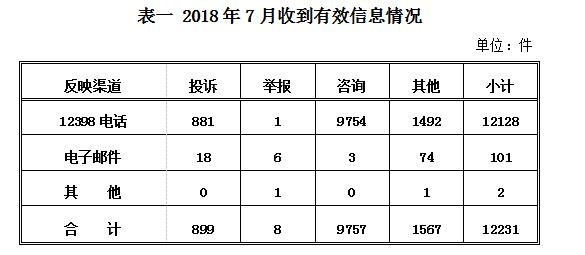 表一 2018 年 7 月收到有效信息情况
单位：件
反映渠道 投诉 举报 咨询 其他 小计
12398 电话 881 1 9754 1492 12128
电子邮件 18 6 3 74 101
其 他 0 1 0 1 2
合 计 899 8 9757 1567 12231